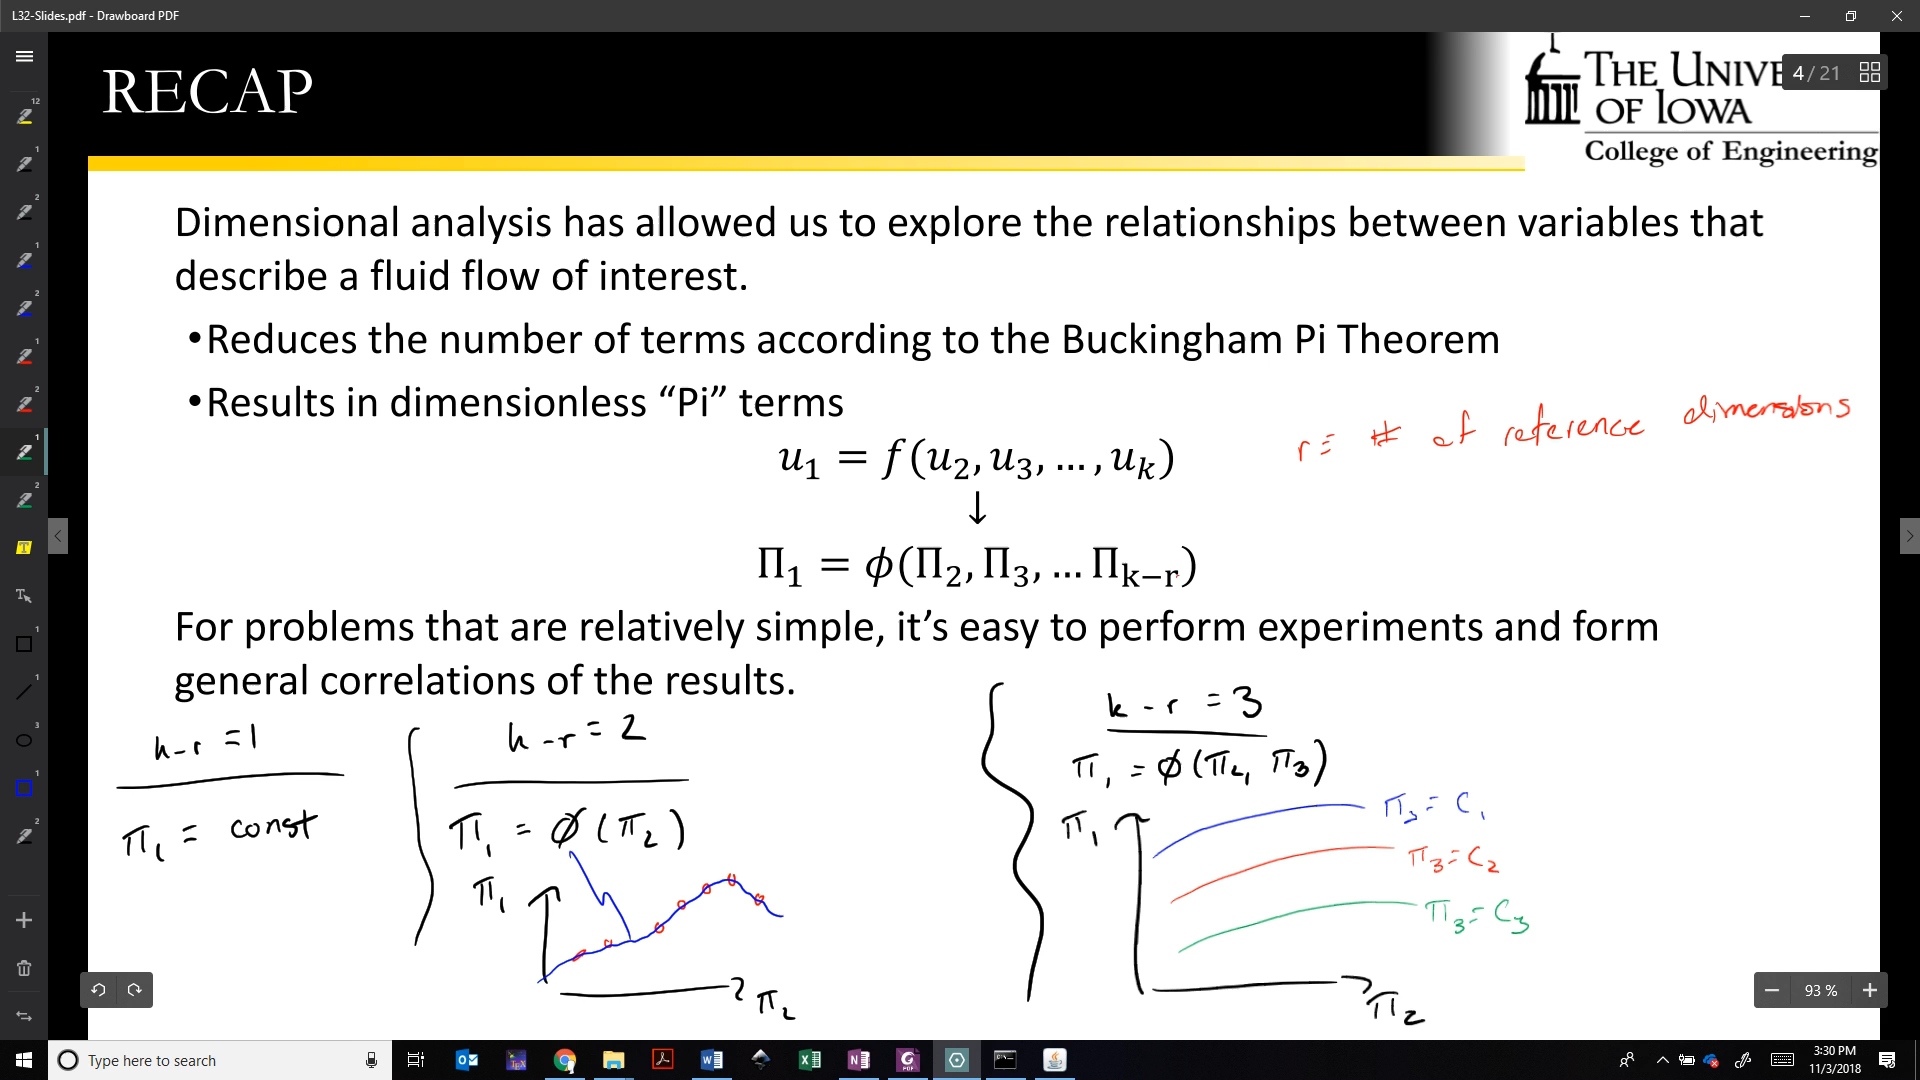 L32-Slides.pdf - Drawboard PDF
RECAP
THE UNIVE
OF IOWA
College of Engineering
4 / 21
Dimensional analysis has allowed us to explore the relationships between variables that
describe a fluid flow of interest.
•Reduces the number of terms according to the Buckingham Pi Theorem
•Results in dimensionless “Pi” terms
r = # of reference dimensions
u₁ = f(u₂, u₃, … , uₖ)
↓
Π₁ = ϕ(Π₂, Π₃, … Π_{k−r})
For problems that are relatively simple, it’s easy to perform experiments and form
general correlations of the results.
k-r = 1
π₁ = const
k-r = 2
π₁ = ϕ(π₂)
π₁
π₂
k-r = 3
π₁ = ϕ(π₂, π₃)
π₁
π₃ = C₁
π₃ = C₂
π₃ = C₃
π₂
93 %
Type here to search
3:30 PM
11/3/2018